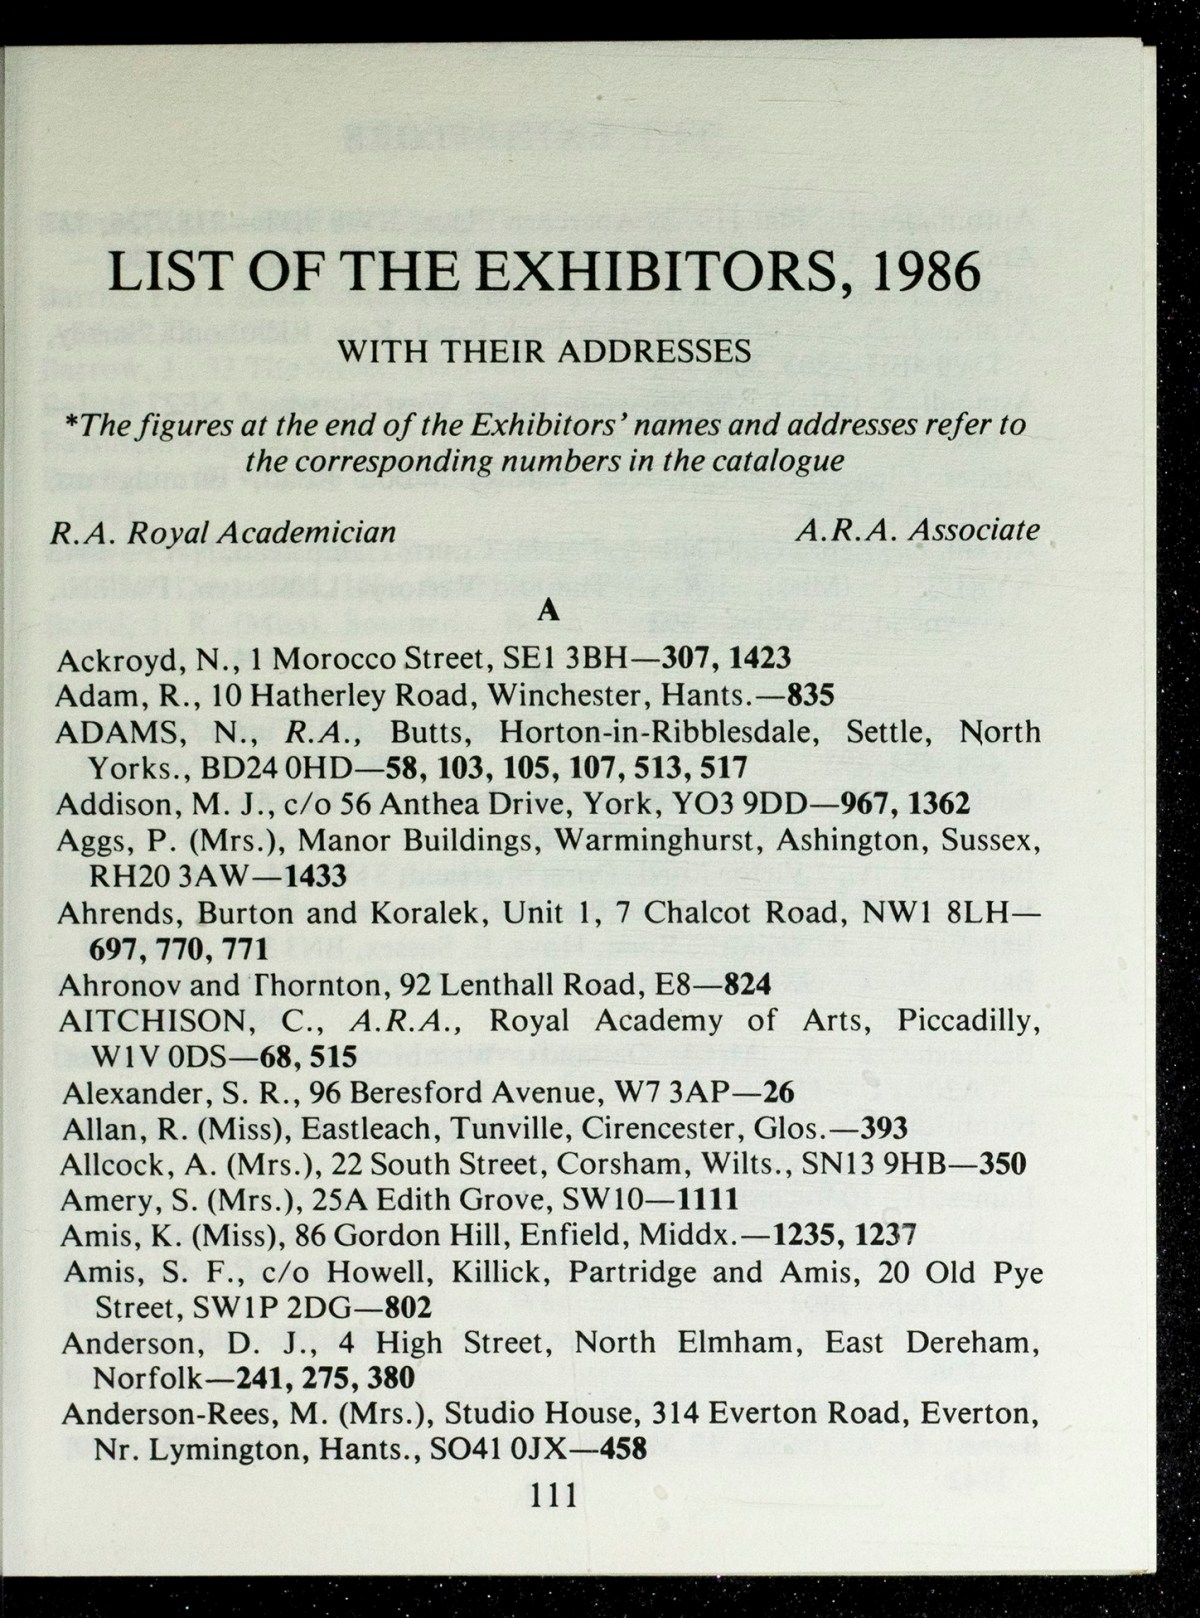 LIST OF THE EXHIBITORS, 1986
WITH THEIR ADDRESSES
*The figures at the end of the Exhibitors' names and addresses refer to
the corresponding numbers in the catalogue
R.A. Royal Academician A.R.A. Associate
A
Ackroyd, N., 1 Morocco Street, SE1 3BH—307, 1423
Adam, R., 10 Hatherley Road, Winchester, Hants.—835
ADAMS, N., R.A., Butts, Horton-in-Ribblesdale, Settle, North
Yorks., BD24 0HD—58, 103, 105, 107, 513, 517
Addison, M. J., c/o 56 Anthea Drive, York, YO3 9DD—967, 1362
Aggs, P. (Mrs.), Manor Buildings, Warminghurst, Ashington, Sussex,
RH20 3AW—1433
Ahrends, Burton and Koralek, Unit 1, 7 Chalcot Road, NW1 8LH—
697, 770, 771
Ahronov and Thornton, 92 Lenthall Road, E8—824
AITCHISON, C., A.R.A., Royal Academy of Arts, Piccadilly,
W1V 0DS—68, 515
Alexander, S. R., 96 Beresford Avenue, W7 3AP—26
Allan, R. (Miss), Eastleach, Tunville, Cirencester, Glos.—393
Allcock, A. (Mrs.), 22 South Street, Corsham, Wilts., SN13 9HB—350
Amery, S. (Mrs.), 25A Edith Grove, SW10—1111
Amis, K. (Miss), 86 Gordon Hill, Enfield, Middx.—1235, 1237
Amis, S. F., c/o Howell, Killick, Partridge and Amis, 20 Old Pye
Street, SW1P 2DG—802
Anderson, D. J., 4 High Street, North Elmham, East Dereham,
Norfolk—241, 275, 380
Anderson-Rees, M. (Mrs.), Studio House, 314 Everton Road, Everton,
Nr. Lymington, Hants., SO41 0JX—458
111